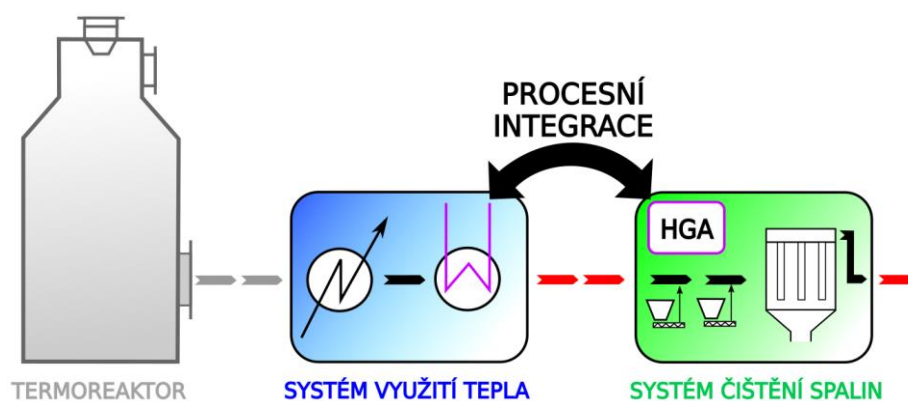 PROCESNÍ
INTEGRACE
HGA
TERMOREAKTOR
SYSTÉM VYUŽITÍ TEPLA
SYSTÉM ČIŠTĚNÍ SPALIN